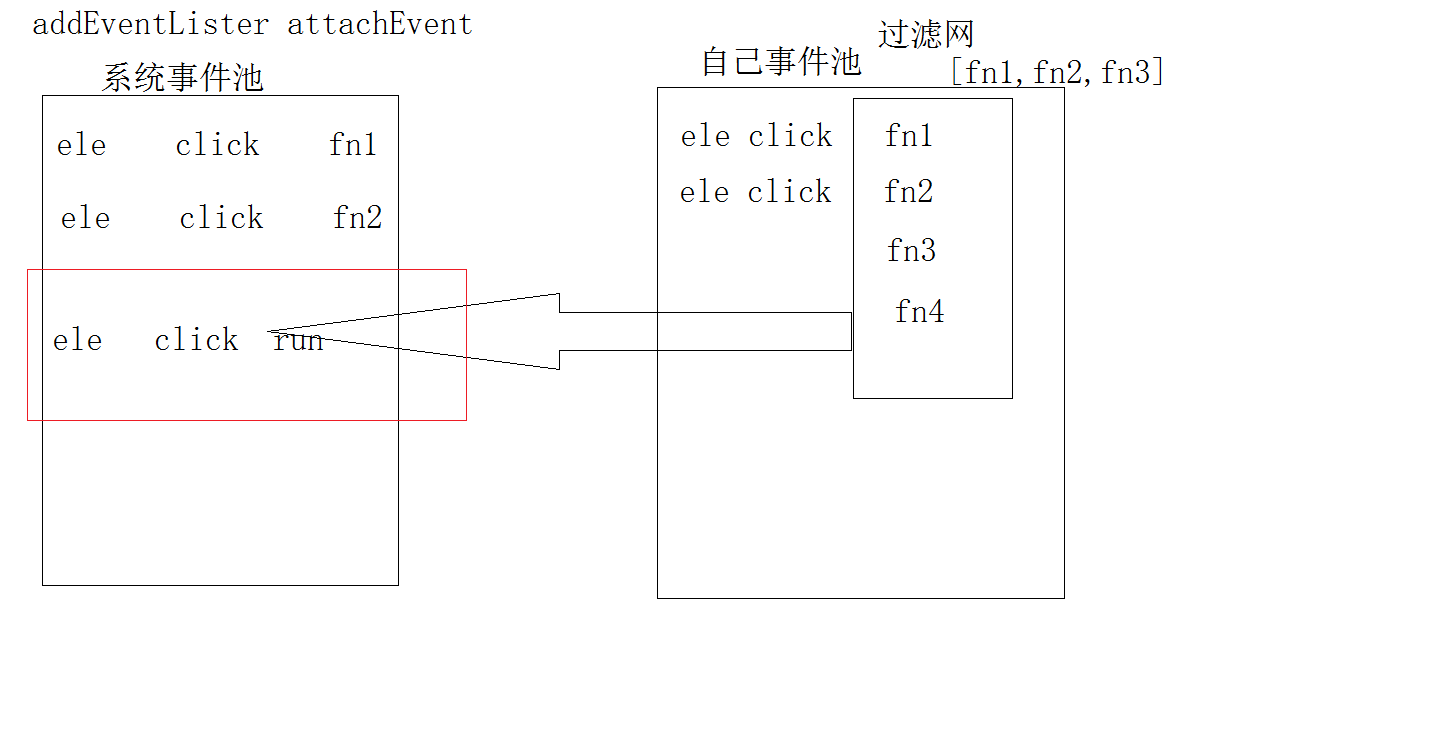 addEventLister attachEvent
系统事件池
ele click fn1
ele click fn2
ele click run
过滤网
自己事件池
[fn1,fn2,fn3]
ele click fn1
ele click fn2
fn3
fn4